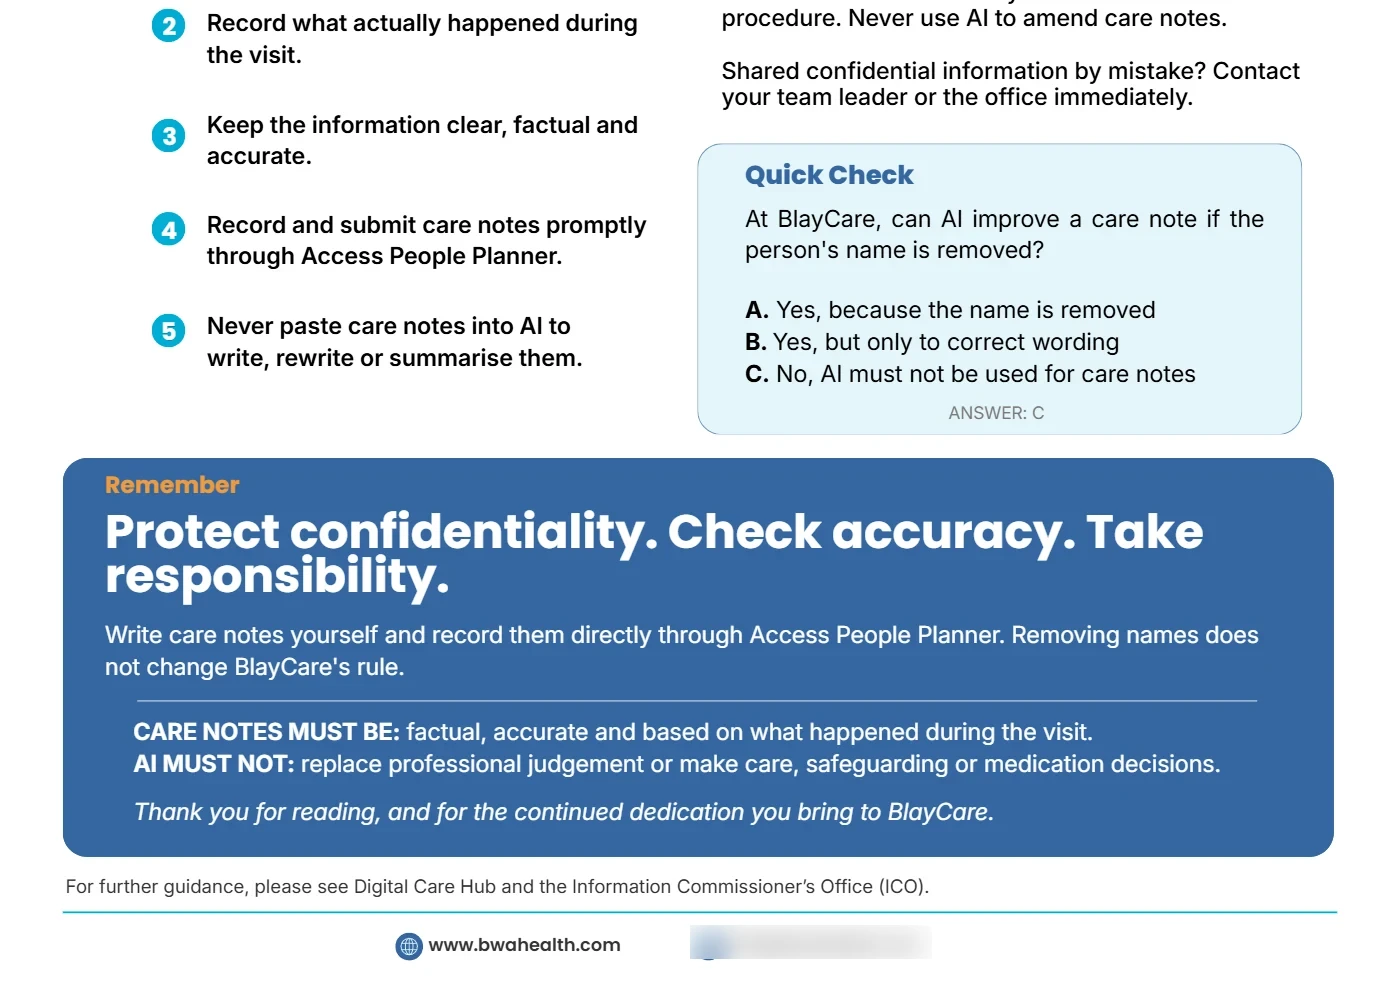 2 Record what actually happened during
the visit.
3 Keep the information clear, factual and
accurate.
4 Record and submit care notes promptly
through Access People Planner.
5 Never paste care notes into AI to
write, rewrite or summarise them.
procedure. Never use AI to amend care notes.
Shared confidential information by mistake? Contact
your team leader or the office immediately.
Quick Check
At BlayCare, can AI improve a care note if the
person's name is removed?
A. Yes, because the name is removed
B. Yes, but only to correct wording
C. No, AI must not be used for care notes
ANSWER: C
Remember
Protect confidentiality. Check accuracy. Take
responsibility.
Write care notes yourself and record them directly through Access People Planner. Removing names does
not change BlayCare's rule.
CARE NOTES MUST BE: factual, accurate and based on what happened during the visit.
AI MUST NOT: replace professional judgement or make care, safeguarding or medication decisions.
Thank you for reading, and for the continued dedication you bring to BlayCare.
For further guidance, please see Digital Care Hub and the Information Commissioner’s Office (ICO).
www.bwahealth.com